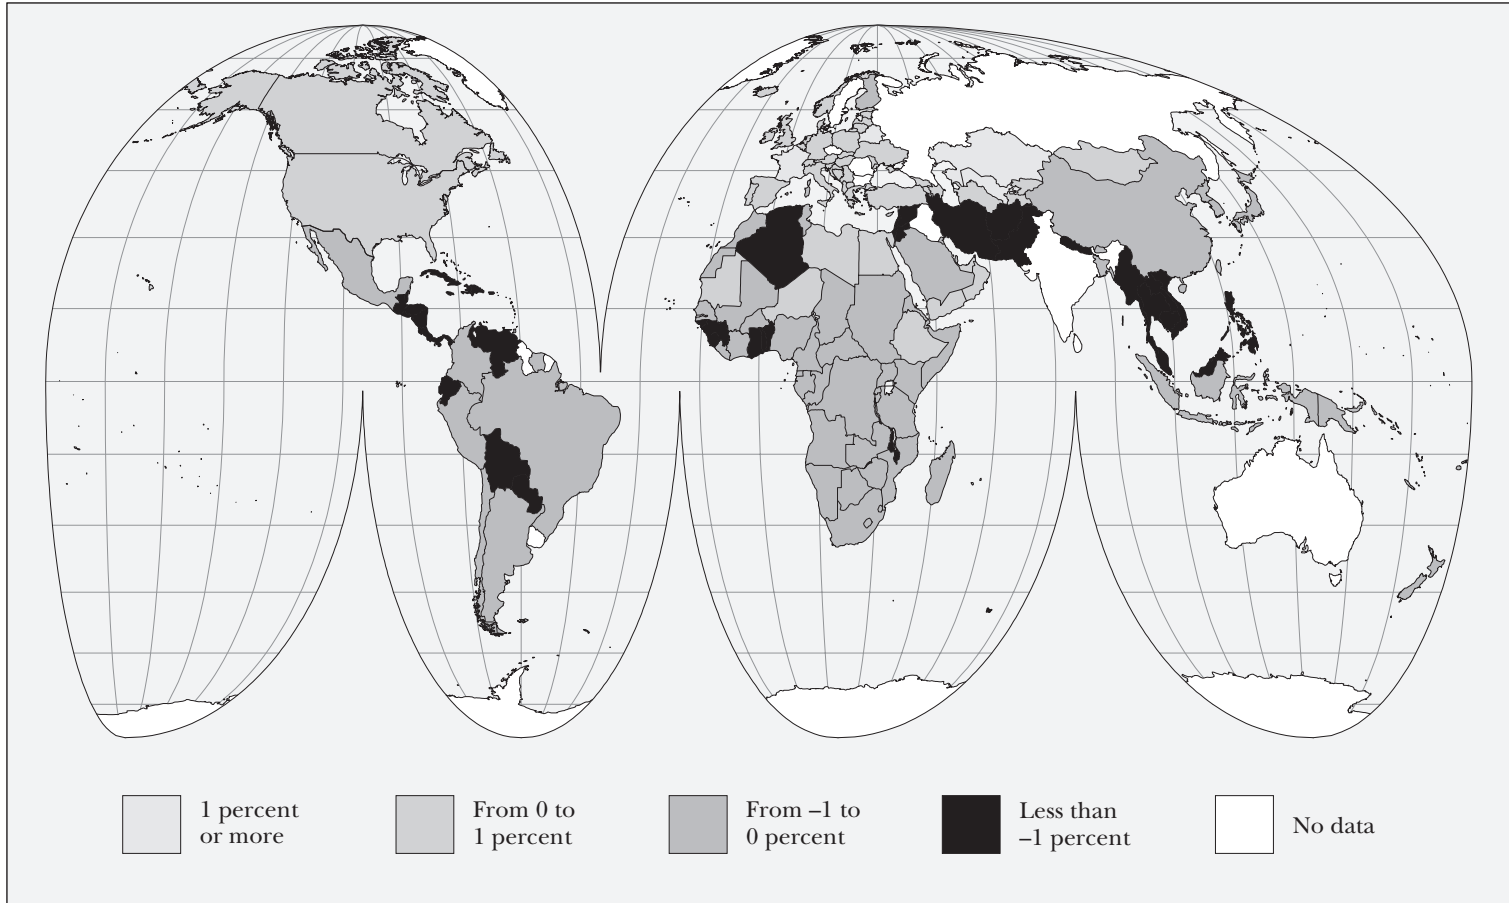 1 percent
or more
From 0 to
1 percent
From –1 to
0 percent
Less than
–1 percent
No data